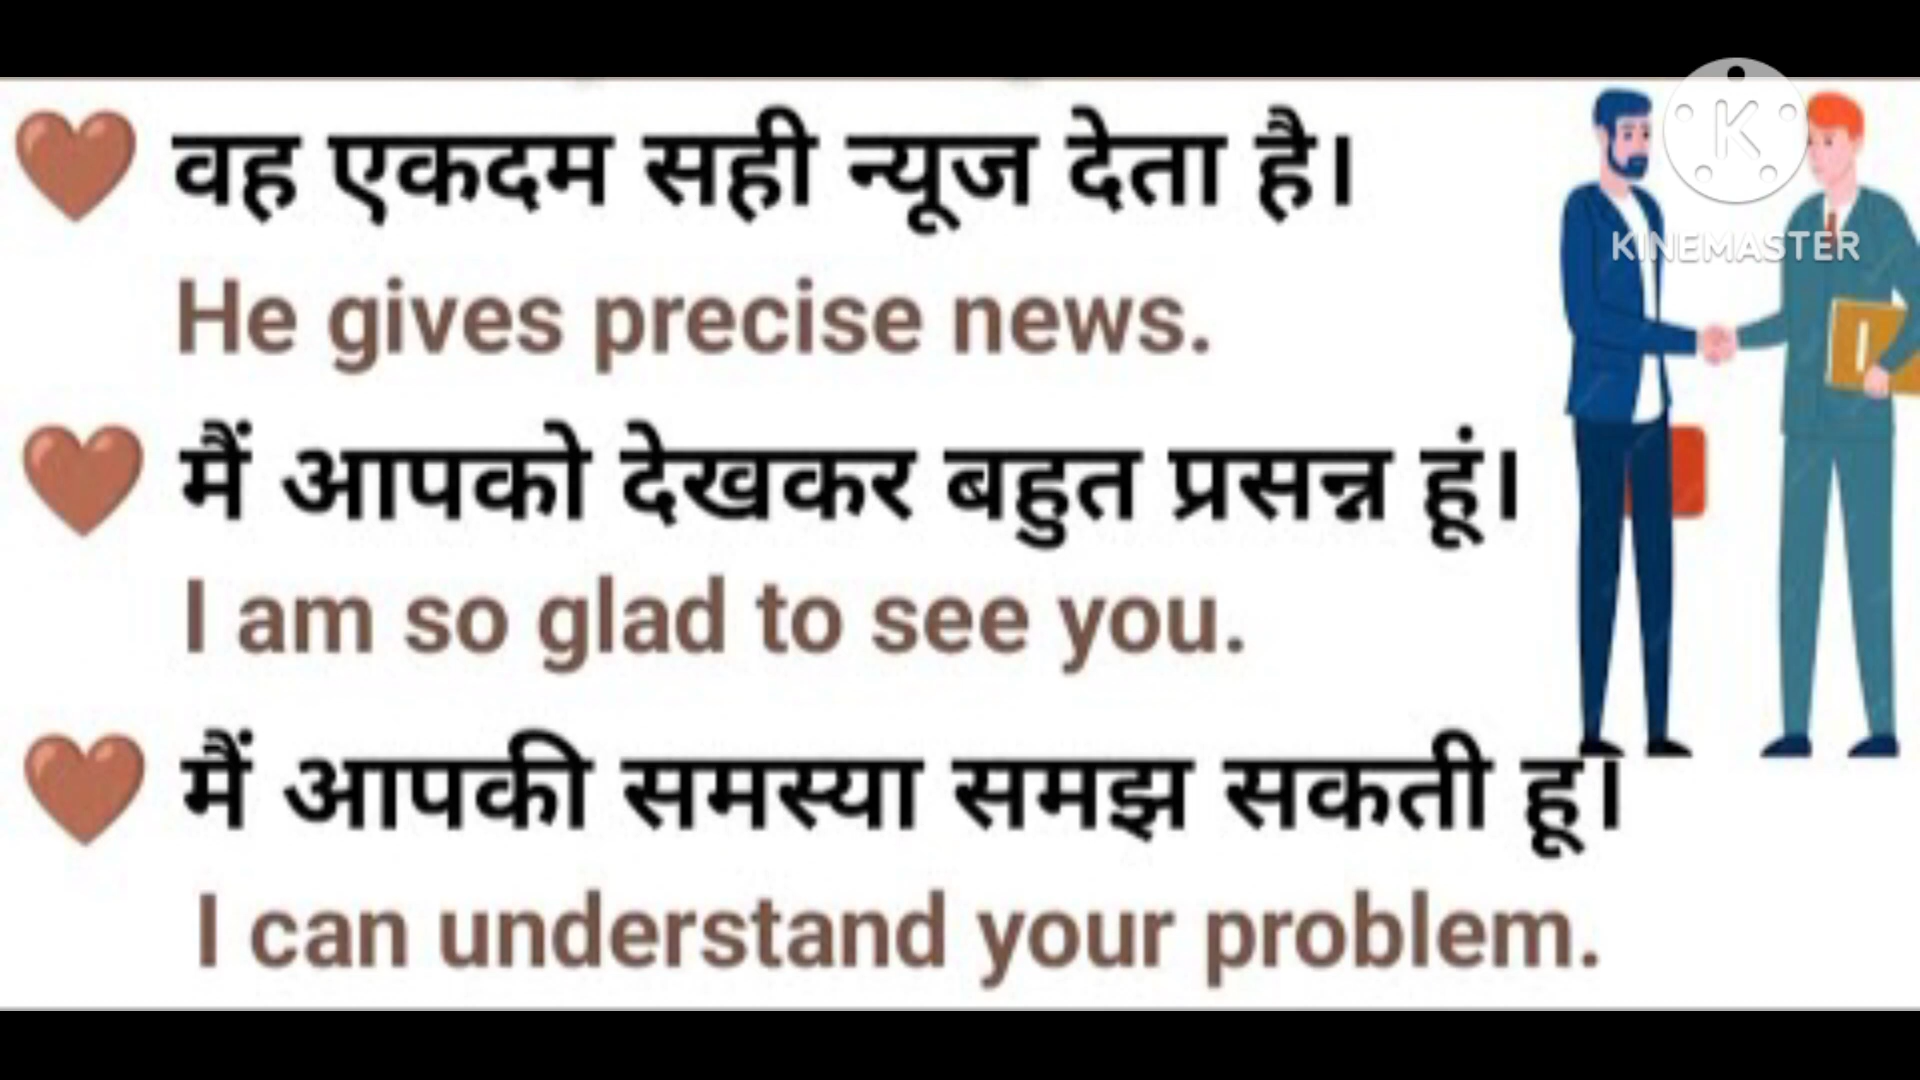 वह एकदम सही न्यूज देता है।
He gives precise news.
मैं आपको देखकर बहुत प्रसन्न हूं।
I am so glad to see you.
मैं आपकी समस्या समझ सकती हू।
I can understand your problem.
K
KINEMASTER